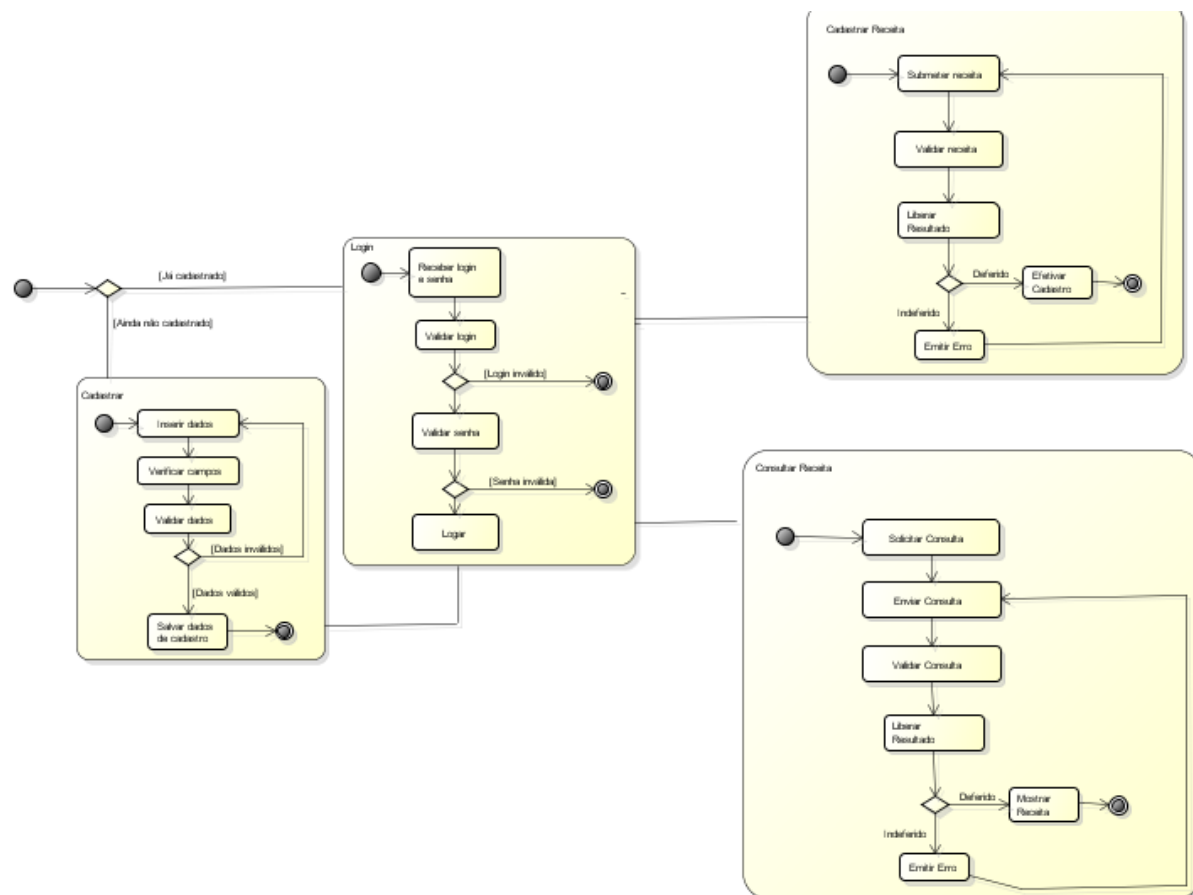 Cadastrar Receita
Submeter receita
Validar receita
Liberar
Resultado
Deferido
Efetivar
Cadastro
Indeferido
Emitir Erro
[Já cadastrado]
[Ainda não cadastrado]
Login
Receber login
e senha
Validar login
[Login inválido]
Validar senha
[Senha inválida]
Logar
Cadastrar
Inserir dados
Verificar campos
Validar dados
[Dados inválidos]
[Dados válidos]
Salvar dados
de cadastro
Consultar Receita
Solicitar Consulta
Enviar Consulta
Validar Consulta
Liberar
Resultado
Deferido
Mostrar
Receita
Indeferido
Emitir Erro